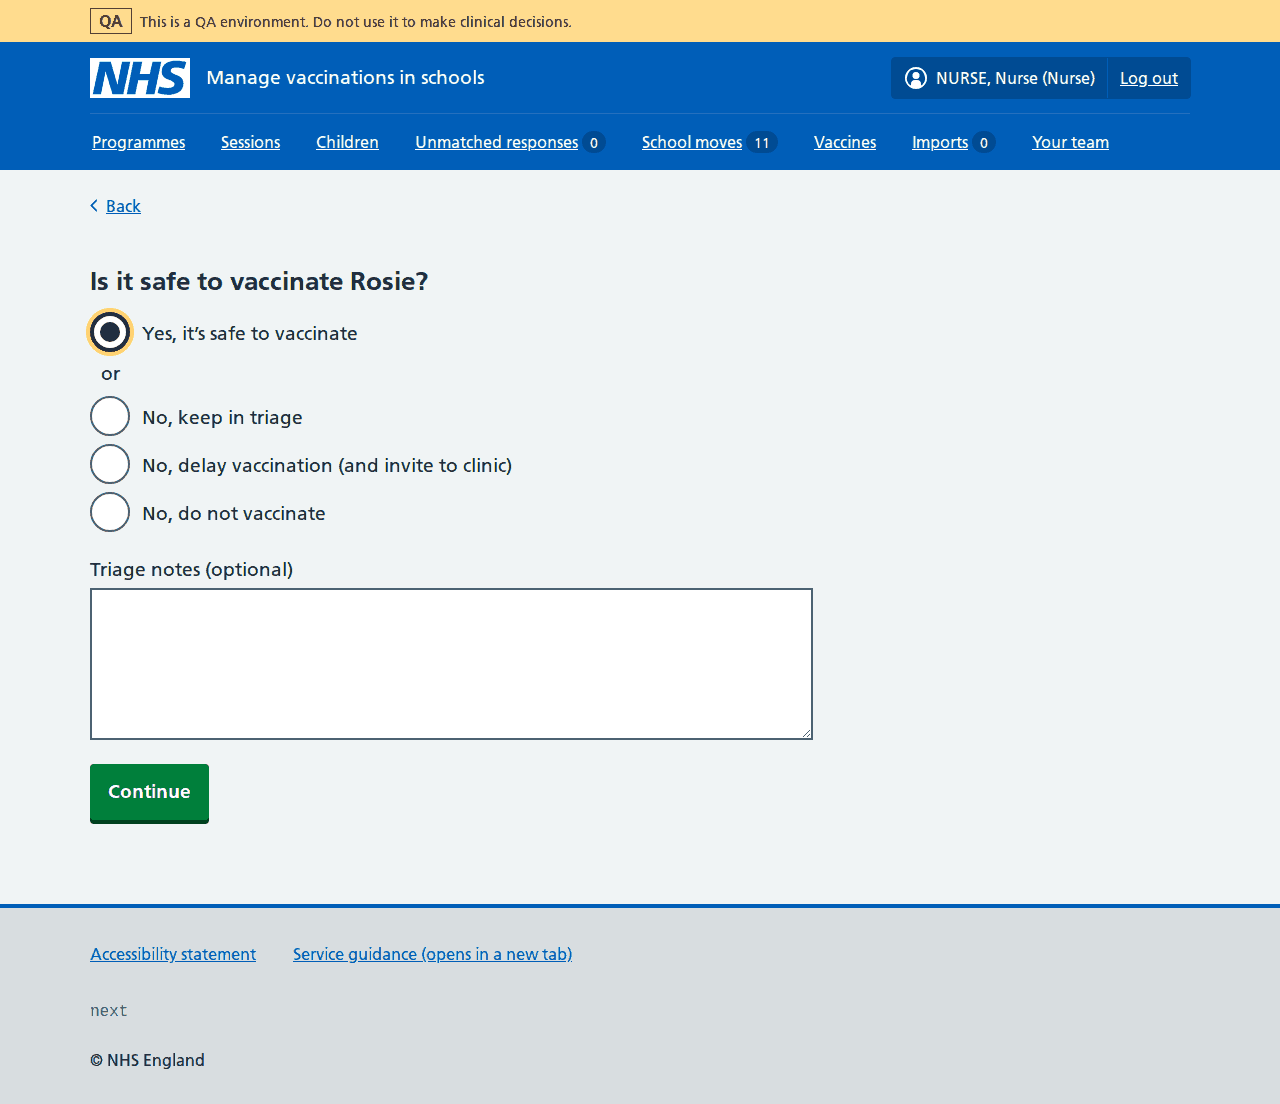 QA This is a QA environment. Do not use it to make clinical decisions.
NHS Manage vaccinations in schools NURSE, Nurse (Nurse) Log out
Programmes Sessions Children Unmatched responses 0 School moves 11 Vaccines Imports 0 Your team
Back
Is it safe to vaccinate Rosie?
Yes, it’s safe to vaccinate
or
No, keep in triage
No, delay vaccination (and invite to clinic)
No, do not vaccinate
Triage notes (optional)
Continue
Accessibility statement Service guidance (opens in a new tab)
next
© NHS England